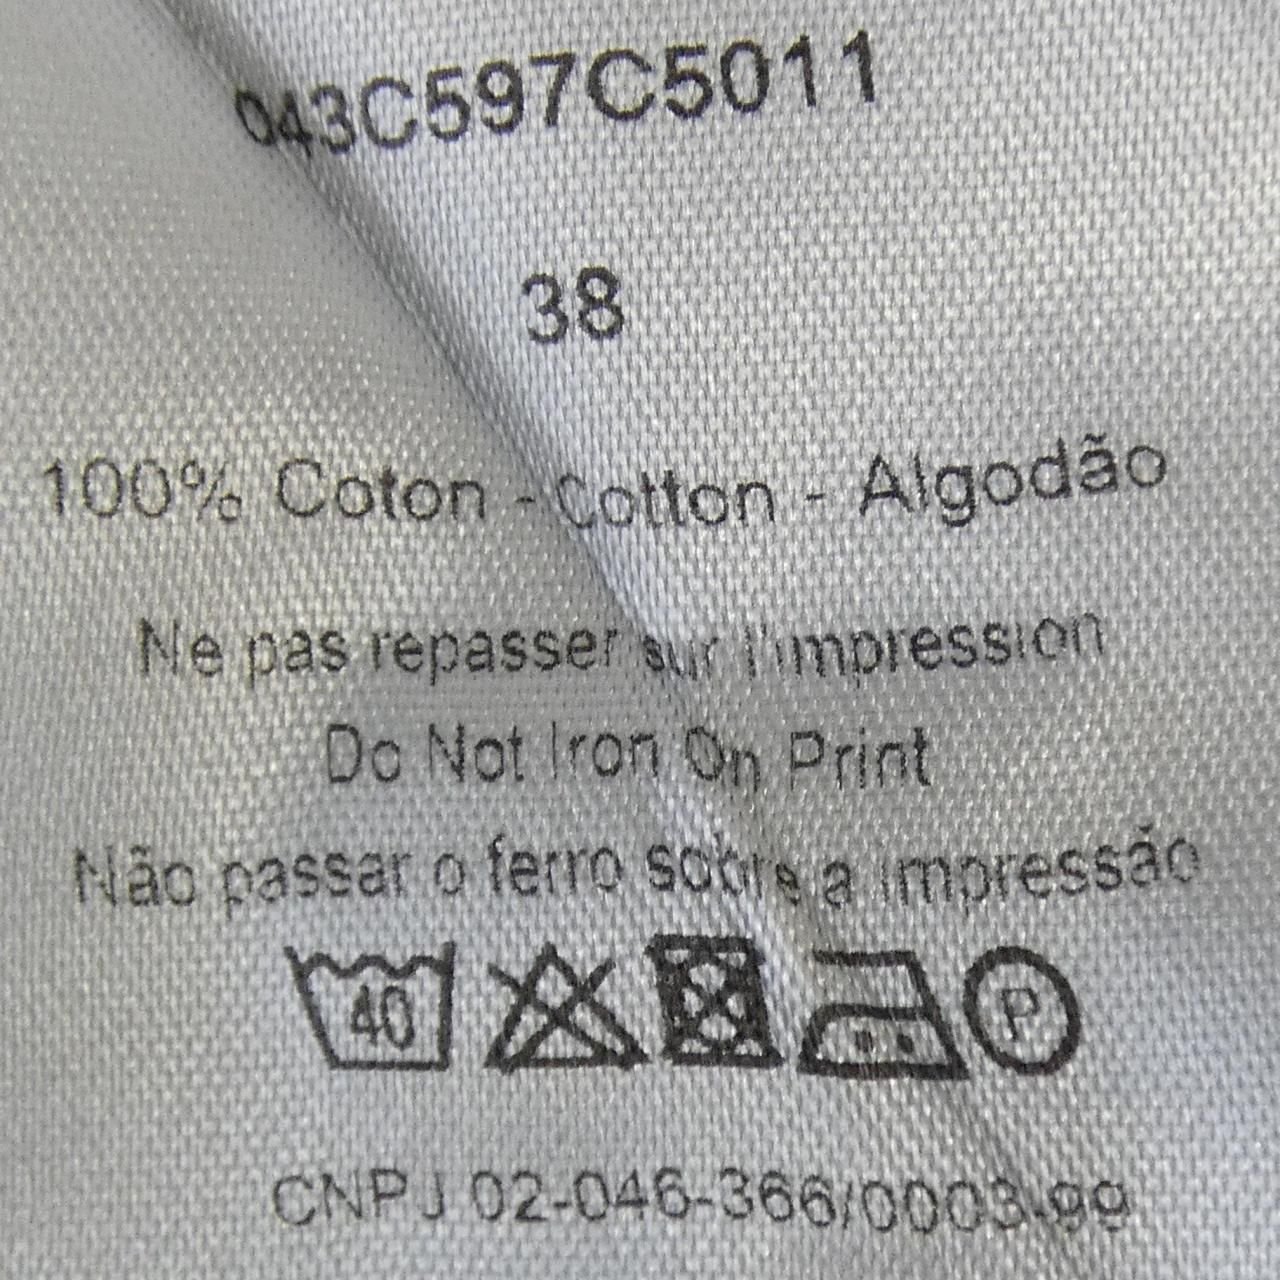 043C597C5011
38
100% Coton - Cotton - Algodão
Ne pas repasser sur l'impression
Do Not Iron On Print
Não passar o ferro sobre a impressão
40 P
CNPJ 02-046-366/0003-99